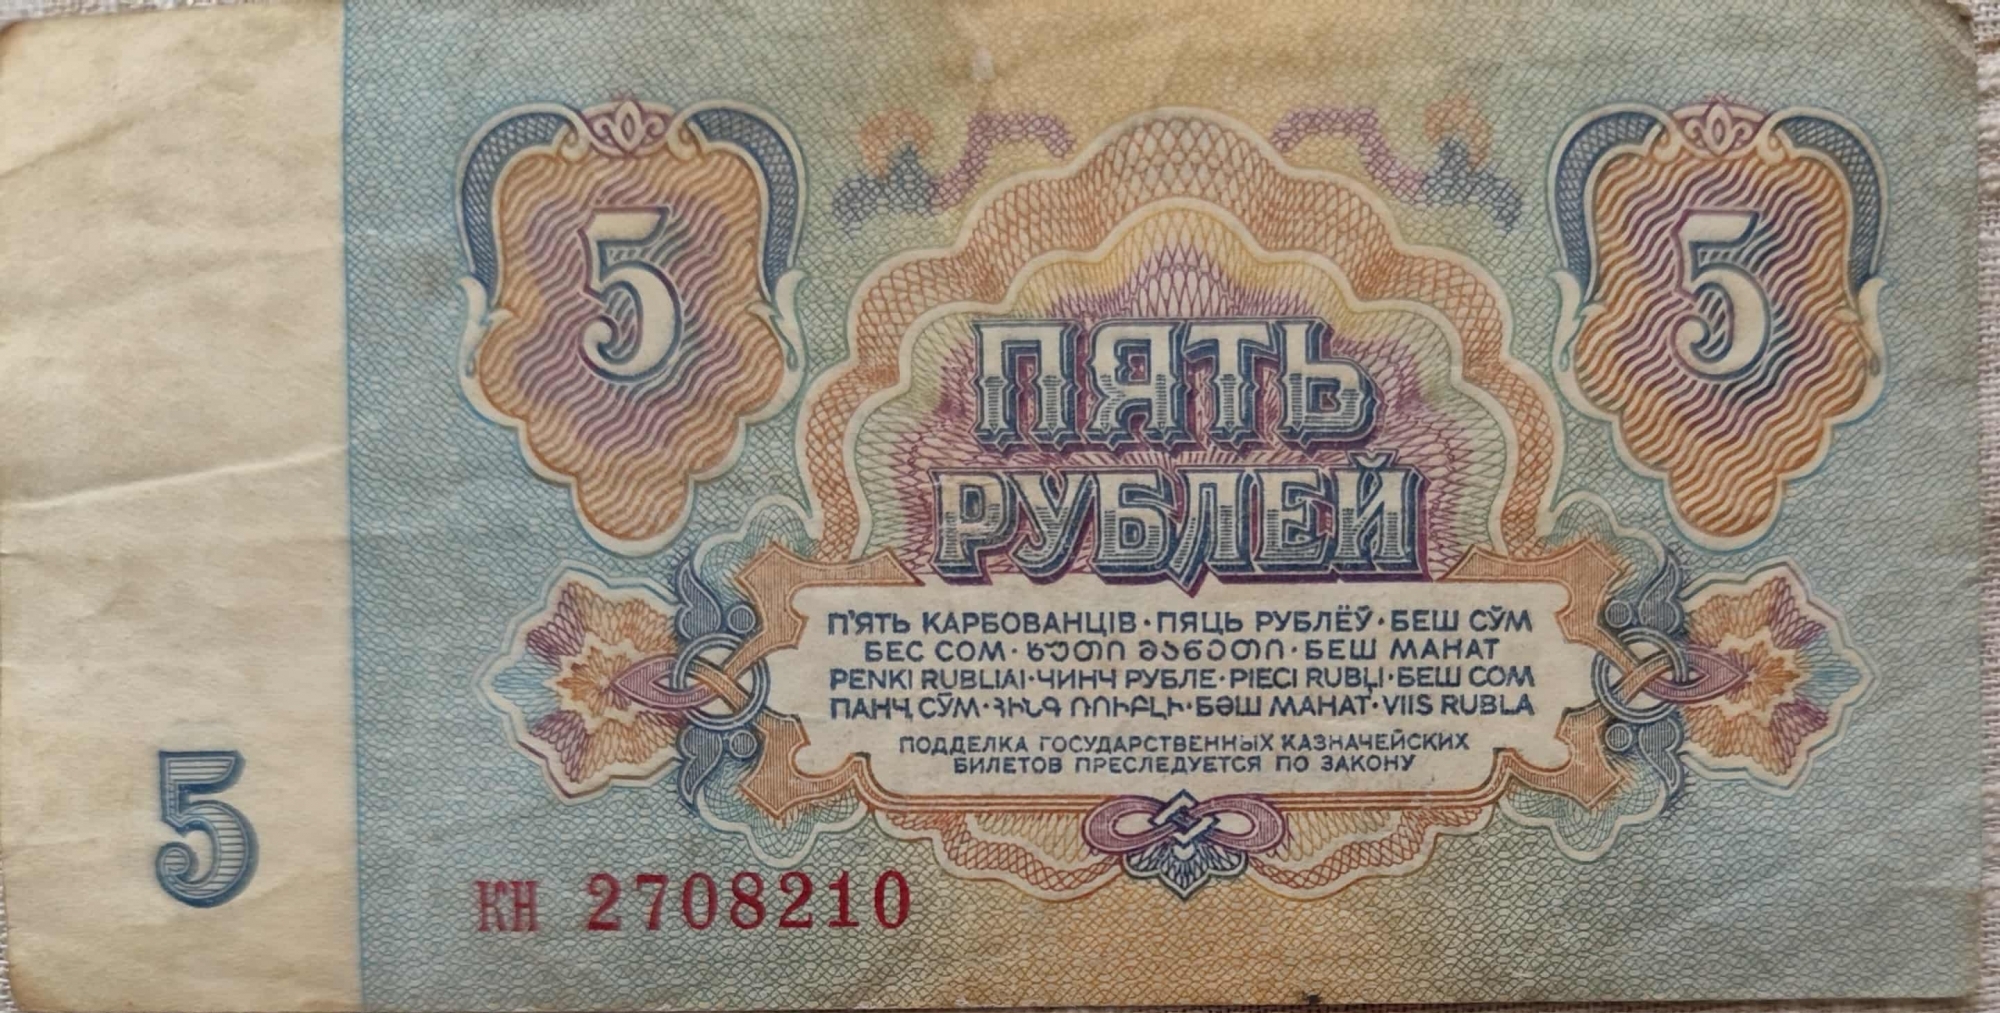 5
5
ПЯТЬ
РУБЛЕЙ
П'ЯТЬ КАРБОВАНЦІВ · ПЯЦЬ РУБЛЁЎ · БЕШ СЎМ
БЕС СОМ · ხუთი მანეთი · БЕШ МАНАТ
PENKI RUBLIAI · ЧИНЧ РУБЛЕ · PIECI RUBĻI · БЕШ СОМ
ПАНҶ СӮМ · ՀԻՆԳ ՌՈՒԲԼԻ · БӘШ МАНАТ · VIIS RUBLA
ПОДДЕЛКА ГОСУДАРСТВЕННЫХ КАЗНАЧЕЙСКИХ
БИЛЕТОВ ПРЕСЛЕДУЕТСЯ ПО ЗАКОНУ
5
кн 2708210